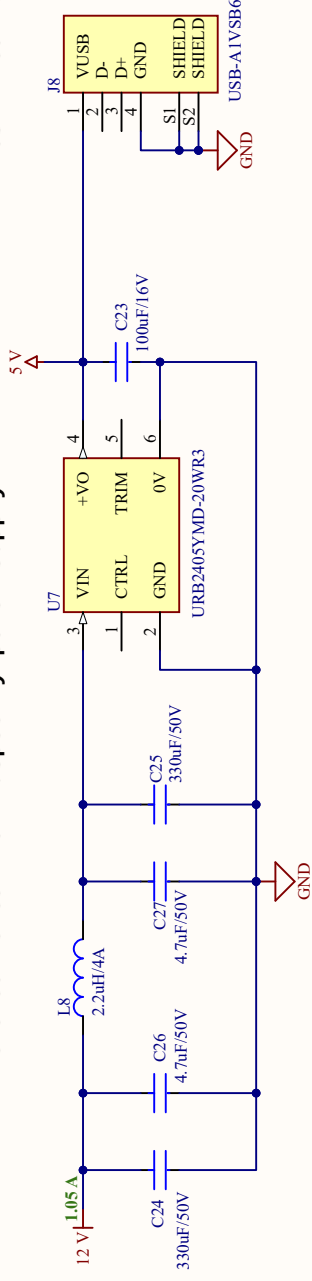 12 V
1.05 A
C24
330uF/50V
C26
4.7uF/50V
L8
2.2uH/4A
C27
4.7uF/50V
C25
330uF/50V
GND
U7
3
VIN
+VO
4
1
CTRL
TRIM
5
2
GND
0V
6
URB2405YMD-20WR3
5 V
C23
100uF/16V
J8
1
VUSB
2
D-
3
D+
4
GND
S1
SHIELD
S2
SHIELD
USB-A1VSB6
GND